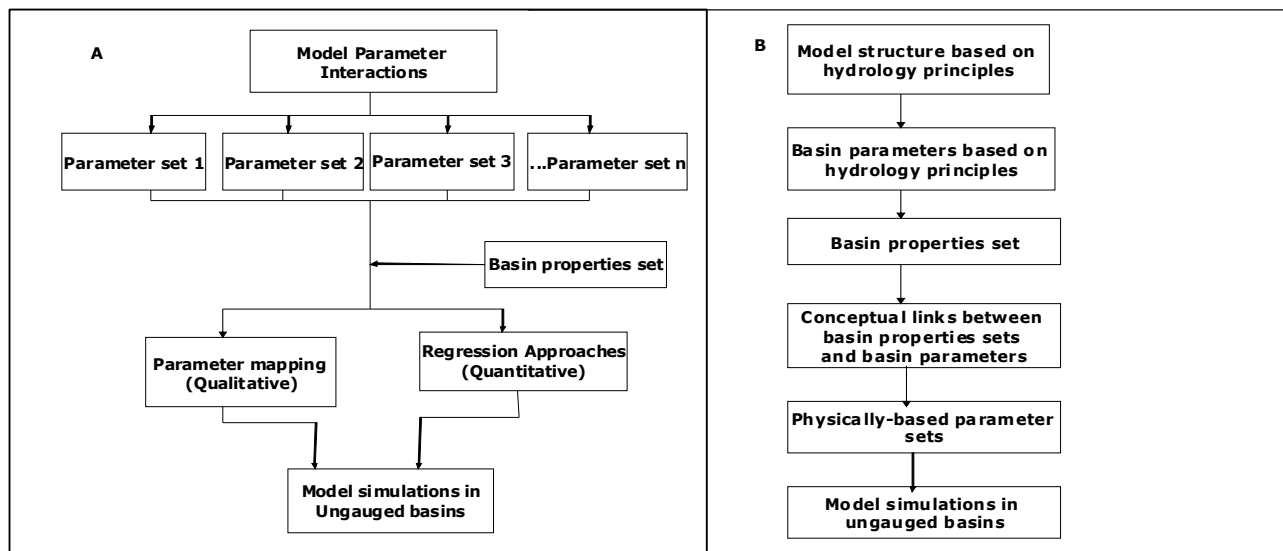 A
Model Parameter
Interactions
Parameter set 1
Parameter set 2
Parameter set 3
...Parameter set n
Basin properties set
Parameter mapping
(Qualitative)
Regression Approaches
(Quantitative)
Model simulations in
Ungauged basins
B
Model structure based on
hydrology principles
Basin parameters based on
hydrology principles
Basin properties set
Conceptual links between
basin properties sets
and basin parameters
Physically-based parameter
sets
Model simulations in
ungauged basins